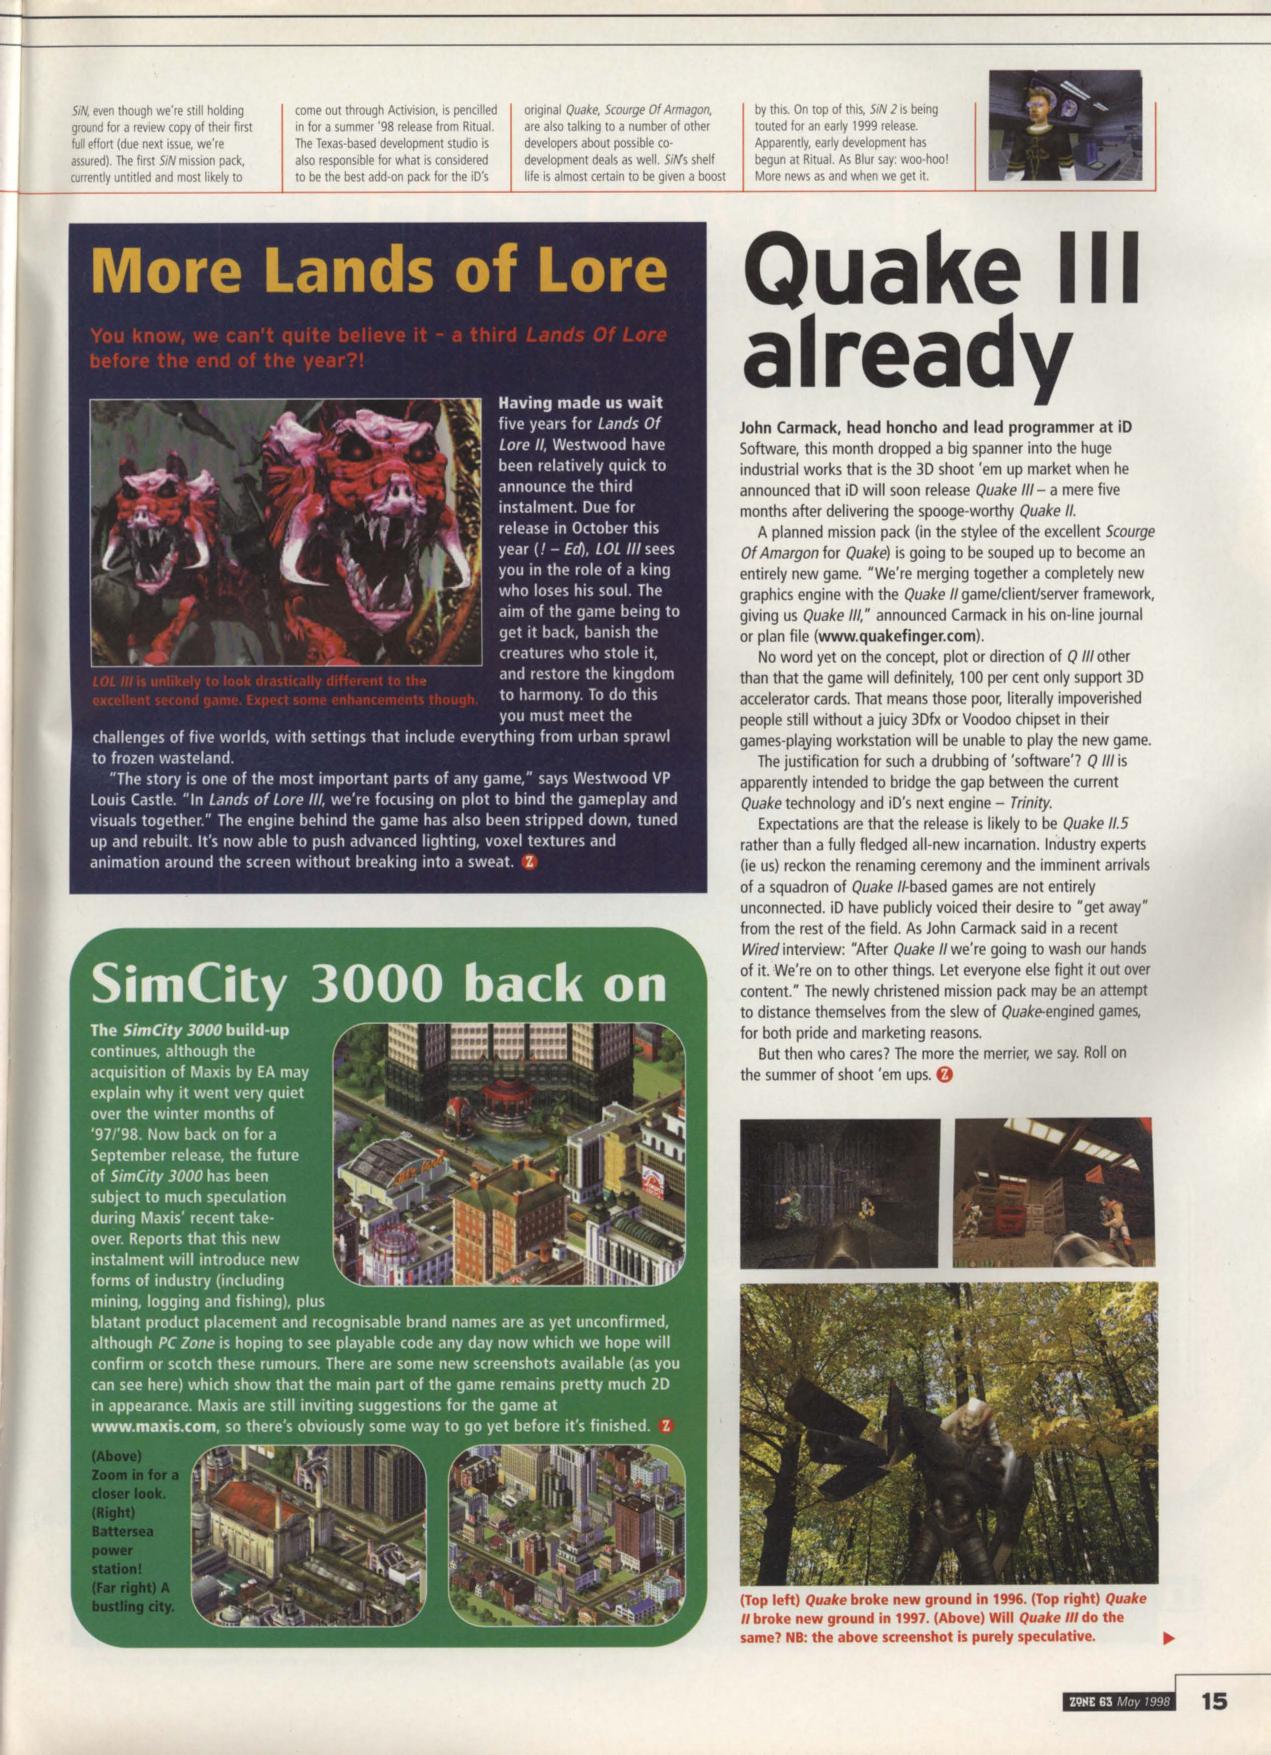 SiN, even though we're still holding
ground for a review copy of their first
full effort (due next issue, we're
assured). The first SiN mission pack,
currently untitled and most likely to
come out through Activision, is pencilled
in for a summer '98 release from Ritual.
The Texas-based development studio is
also responsible for what is considered
to be the best add-on pack for the iD's
original Quake, Scourge Of Armagon,
are also talking to a number of other
developers about possible co-
development deals as well. SiN's shelf
life is almost certain to be given a boost
by this. On top of this, SiN 2 is being
touted for an early 1999 release.
Apparently, early development has
begun at Ritual. As Blur say: woo-hoo!
More news as and when we get it.
More Lands of Lore
You know, we can't quite believe it – a third Lands Of Lore
before the end of the year?!
Having made us wait
five years for Lands Of
Lore II, Westwood have
been relatively quick to
announce the third
instalment. Due for
release in October this
year (! – Ed), LOL III sees
you in the role of a king
who loses his soul. The
aim of the game being to
get it back, banish the
creatures who stole it,
and restore the kingdom
to harmony. To do this
you must meet the
LOL III is unlikely to look drastically different to the
excellent second game. Expect some enhancements though.
challenges of five worlds, with settings that include everything from urban sprawl
to frozen wasteland.
"The story is one of the most important parts of any game," says Westwood VP
Louis Castle. "In Lands of Lore III, we're focusing on plot to bind the gameplay and
visuals together." The engine behind the game has also been stripped down, tuned
up and rebuilt. It's now able to push advanced lighting, voxel textures and
animation around the screen without breaking into a sweat. Z
SimCity 3000 back on
The SimCity 3000 build-up
continues, although the
acquisition of Maxis by EA may
explain why it went very quiet
over the winter months of
'97/'98. Now back on for a
September release, the future
of SimCity 3000 has been
subject to much speculation
during Maxis' recent take-
over. Reports that this new
instalment will introduce new
forms of industry (including
mining, logging and fishing), plus
blatant product placement and recognisable brand names are as yet unconfirmed,
although PC Zone is hoping to see playable code any day now which we hope will
confirm or scotch these rumours. There are some new screenshots available (as you
can see here) which show that the main part of the game remains pretty much 2D
in appearance. Maxis are still inviting suggestions for the game at
www.maxis.com, so there's obviously some way to go yet before it's finished. Z
(Above)
Zoom in for a
closer look.
(Right)
Battersea
power
station!
(Far right) A
bustling city.
Quake III
already
John Carmack, head honcho and lead programmer at iD
Software, this month dropped a big spanner into the huge
industrial works that is the 3D shoot 'em up market when he
announced that iD will soon release Quake III – a mere five
months after delivering the spooge-worthy Quake II.
A planned mission pack (in the stylee of the excellent Scourge
Of Amargon for Quake) is going to be souped up to become an
entirely new game. "We're merging together a completely new
graphics engine with the Quake II game/client/server framework,
giving us Quake III," announced Carmack in his on-line journal
or plan file (www.quakefinger.com).
No word yet on the concept, plot or direction of Q III other
than that the game will definitely, 100 per cent only support 3D
accelerator cards. That means those poor, literally impoverished
people still without a juicy 3Dfx or Voodoo chipset in their
games-playing workstation will be unable to play the new game.
The justification for such a drubbing of 'software'? Q III is
apparently intended to bridge the gap between the current
Quake technology and iD's next engine – Trinity.
Expectations are that the release is likely to be Quake II.5
rather than a fully fledged all-new incarnation. Industry experts
(ie us) reckon the renaming ceremony and the imminent arrivals
of a squadron of Quake II-based games are not entirely
unconnected. iD have publicly voiced their desire to "get away"
from the rest of the field. As John Carmack said in a recent
Wired interview: "After Quake II we're going to wash our hands
of it. We're on to other things. Let everyone else fight it out over
content." The newly christened mission pack may be an attempt
to distance themselves from the slew of Quake-engined games,
for both pride and marketing reasons.
But then who cares? The more the merrier, we say. Roll on
the summer of shoot 'em ups. Z
(Top left) Quake broke new ground in 1996. (Top right) Quake
II broke new ground in 1997. (Above) Will Quake III do the
same? NB: the above screenshot is purely speculative.
ZONE 63 May 1998 15